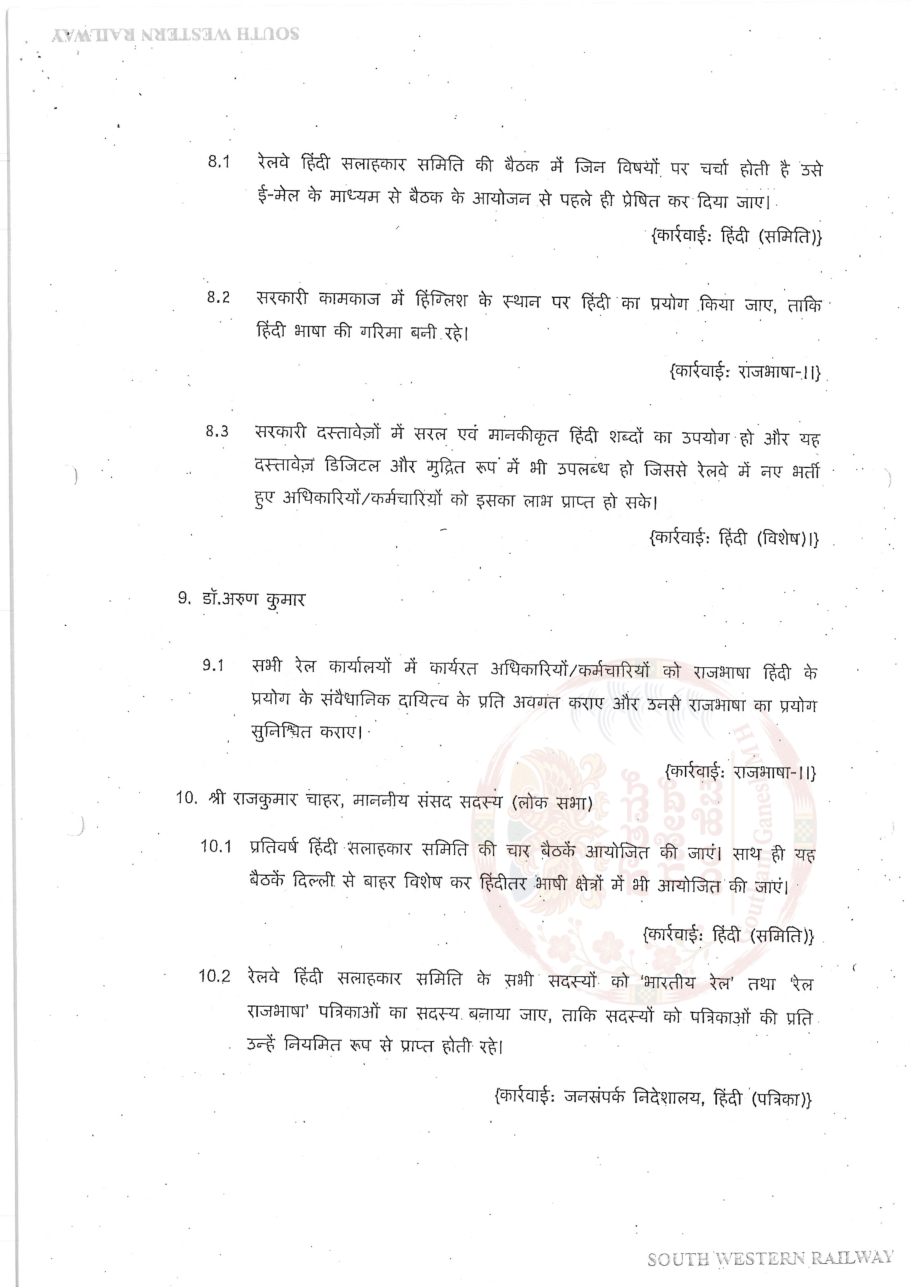 SOUTH WESTERN RAILWAY
8.1 रेलवे हिंदी सलाहकार समिति की बैठक में जिन विषयों पर चर्चा होती है उसे
ई-मेल के माध्यम से बैठक के आयोजन से पहले ही प्रेषित कर दिया जाए।
{कार्रवाई: हिंदी (समिति)}
8.2 सरकारी कामकाज में हिंग्लिश के स्थान पर हिंदी का प्रयोग किया जाए, ताकि
हिंदी भाषा की गरिमा बनी रहे।
{कार्रवाई: राजभाषा-।।}
8.3 सरकारी दस्तावेज़ों में सरल एवं मानकीकृत हिंदी शब्दों का उपयोग हो और यह
दस्तावेज़ डिजिटल और मुद्रित रूप में भी उपलब्ध हो जिससे रेलवे में नए भर्ती
हुए अधिकारियों/कर्मचारियों को इसका लाभ प्राप्त हो सके।
{कार्रवाई: हिंदी (विशेष)।}
9. डॉ.अरुण कुमार
9.1 सभी रेल कार्यालयों में कार्यरत अधिकारियों/कर्मचारियों को राजभाषा हिंदी के
प्रयोग के संवैधानिक दायित्व के प्रति अवगत कराए और उनसे राजभाषा का प्रयोग
सुनिश्चित कराए।
{कार्रवाई: राजभाषा-।।}
10. श्री राजकुमार चाहर, माननीय संसद सदस्य (लोक सभा)
10.1 प्रतिवर्ष हिंदी सलाहकार समिति की चार बैठकें आयोजित की जाएं। साथ ही यह
बैठकें दिल्ली से बाहर विशेष कर हिंदीतर भाषी क्षेत्रों में भी आयोजित की जाएं।
{कार्रवाई: हिंदी (समिति)}
10.2 रेलवे हिंदी सलाहकार समिति के सभी सदस्यों को 'भारतीय रेल' तथा 'रेल
राजभाषा' पत्रिकाओं का सदस्य बनाया जाए, ताकि सदस्यों को पत्रिकाओं की प्रति
उन्हें नियमित रूप से प्राप्त होती रहे।
{कार्रवाई: जनसंपर्क निदेशालय, हिंदी (पत्रिका)}
SOUTH WESTERN RAILWAY